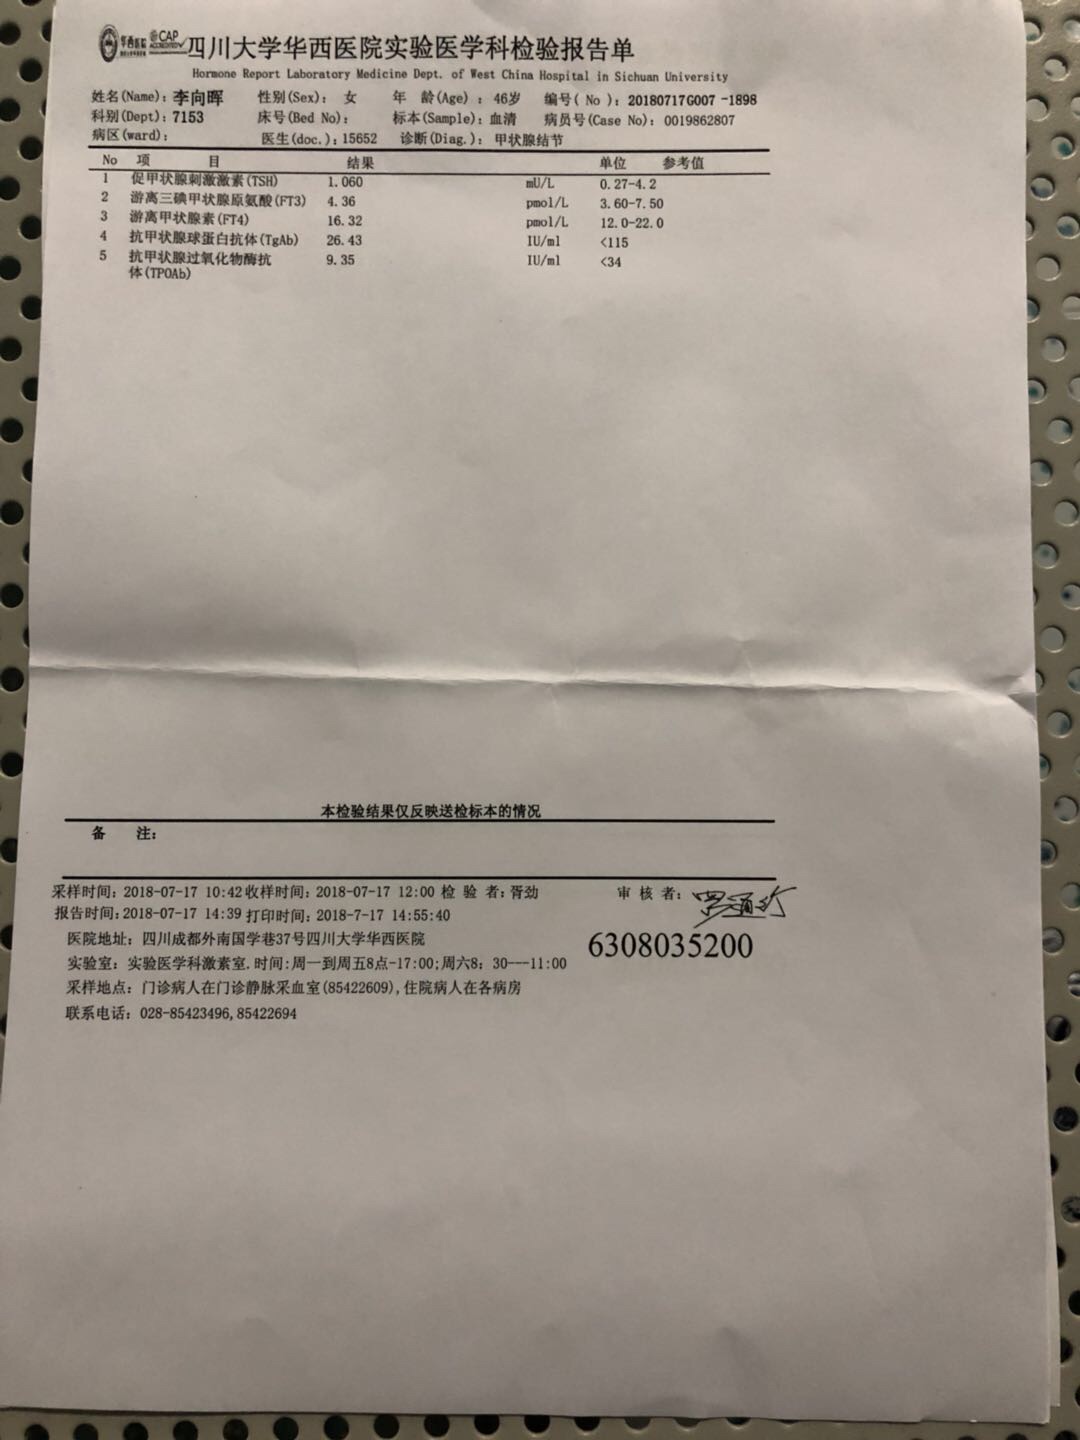 华西医院 CAP ACCREDITED 四川大学华西医院实验医学科检验报告单
Hormone Report Laboratory Medicine Dept. of West China Hospital in Sichuan University
姓名(Name): 李向晖 性别(Sex): 女 年 龄(Age) : 46岁 编号( No ): 20180717G007 -1898
科别(Dept): 7153 床号(Bed No): 标本(Sample): 血清 病员号(Case No): 0019862807
病区(ward): 医生(doc.): 15652 诊断(Diag.): 甲状腺结节
No 项 目 结果 单位 参考值
1 促甲状腺刺激激素(TSH) 1.060 mU/L 0.27-4.2
2 游离三碘甲状腺原氨酸(FT3) 4.36 pmol/L 3.60-7.50
3 游离甲状腺素(FT4) 16.32 pmol/L 12.0-22.0
4 抗甲状腺球蛋白抗体(TgAb) 26.43 IU/ml <115
5 抗甲状腺过氧化物酶抗 9.35 IU/ml <34
体(TPOAb)
本检验结果仅反映送检标本的情况
备 注:
采样时间: 2018-07-17 10:42 收样时间: 2018-07-17 12:00 检 验 者: 胥劲 审 核 者:
报告时间: 2018-07-17 14:39 打印时间: 2018-7-17 14:55:40
医院地址: 四川成都外南国学巷37号四川大学华西医院 6308035200
实验室: 实验医学科激素室. 时间: 周一到周五8点-17:00; 周六8: 30---11:00
采样地点: 门诊病人在门诊静脉采血室(85422609), 住院病人在各病房
联系电话: 028-85423496, 85422694